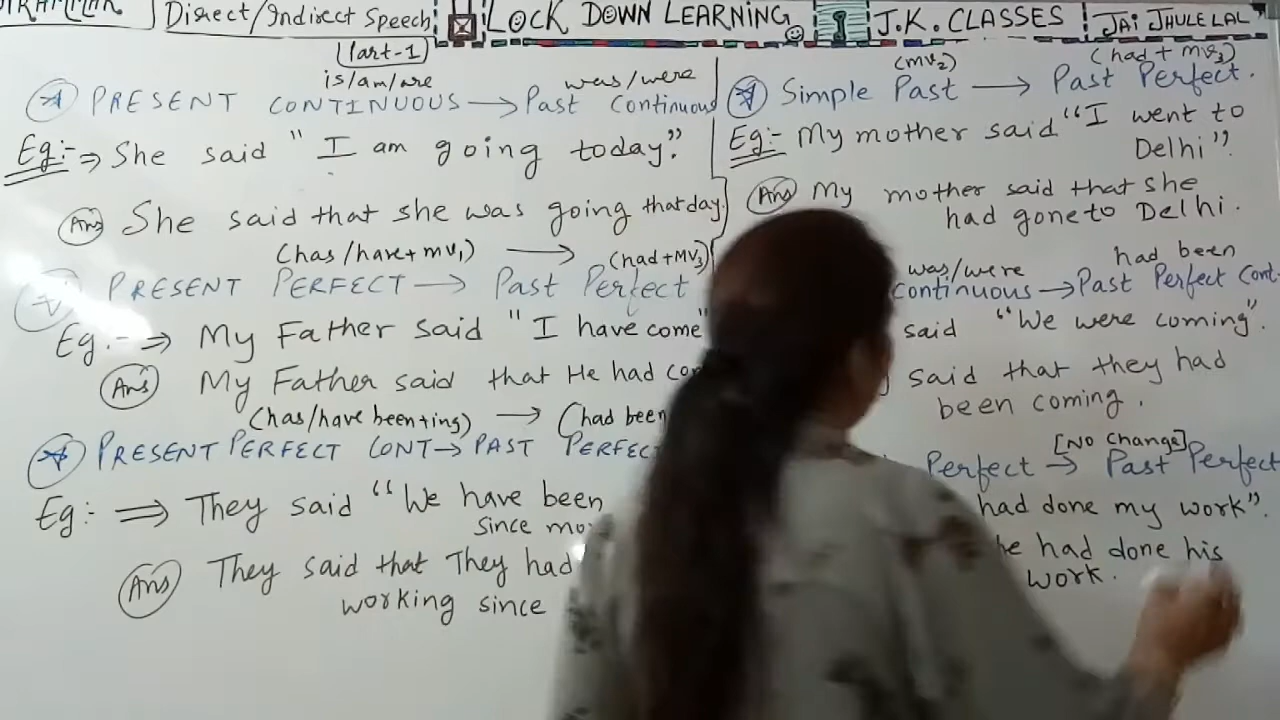 Direct/Indirect Speech
LOCK DOWN LEARNING
J.K. CLASSES
JAI JHULELAL
Part-1
is/am/are
was/were
PRESENT CONTINUOUS → Past Continuous
Eg:- ⇒ She said "I am going today".
Ans She said that she was going that day.
(has/have+mv1) → (had+MV3)
PRESENT PERFECT → Past Perfect
Eg.- ⇒ My Father said "I have come"
Ans My Father said that He had
(has/have been+ing) → (had been
PRESENT PERFECT CONT → PAST
Eg:- ⇒ They said "We have been
since
Ans They said that They had
working since
(mv2)
(had + mv3)
Simple Past → Past Perfect.
Eg:- My mother said "I went to
Delhi".
Ans My mother said that she
had gone to Delhi.
was/were
had been
continuous → Past Perfect Cont.
said "We were coming".
said that they had
been coming.
[No Change]
Perfect → Past Perfect
had done my work".
he had done his
work.